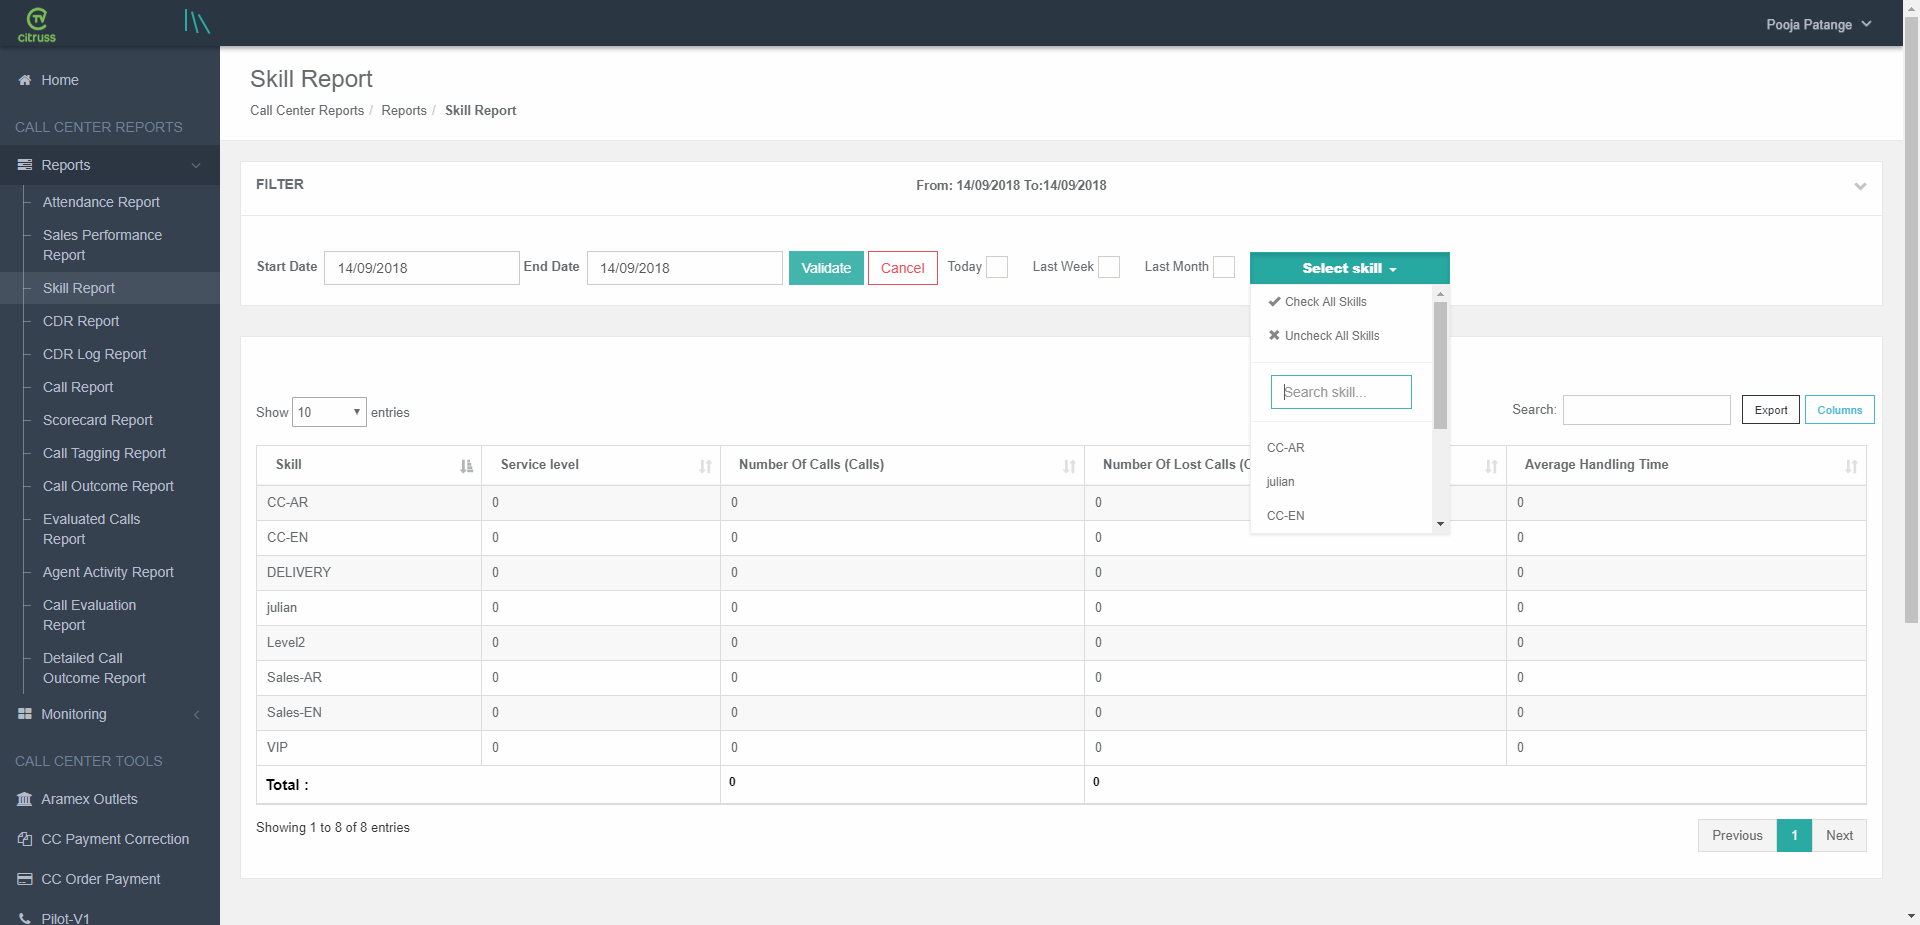 citruss
TV
Pooja Patange
Home
CALL CENTER REPORTS
Reports
Attendance Report
Sales Performance
Report
Skill Report
CDR Report
CDR Log Report
Call Report
Scorecard Report
Call Tagging Report
Call Outcome Report
Evaluated Calls
Report
Agent Activity Report
Call Evaluation
Report
Detailed Call
Outcome Report
Monitoring
CALL CENTER TOOLS
Aramex Outlets
CC Payment Correction
CC Order Payment
Pilot-V1
Skill Report
Call Center Reports / Reports / Skill Report
FILTER From: 14/09/2018 To:14/09/2018
Start Date 14/09/2018 End Date 14/09/2018 Validate Cancel Today Last Week Last Month Select skill
Check All Skills
Uncheck All Skills
Search skill...
CC-AR
julian
CC-EN
Show 10 entries Search: Export Columns
Skill Service level Number Of Calls (Calls) Number Of Lost Calls (C Average Handling Time
CC-AR 0 0 0 0
CC-EN 0 0 0 0
DELIVERY 0 0 0 0
julian 0 0 0 0
Level2 0 0 0 0
Sales-AR 0 0 0 0
Sales-EN 0 0 0 0
VIP 0 0 0 0
Total : 0 0
Showing 1 to 8 of 8 entries Previous 1 Next